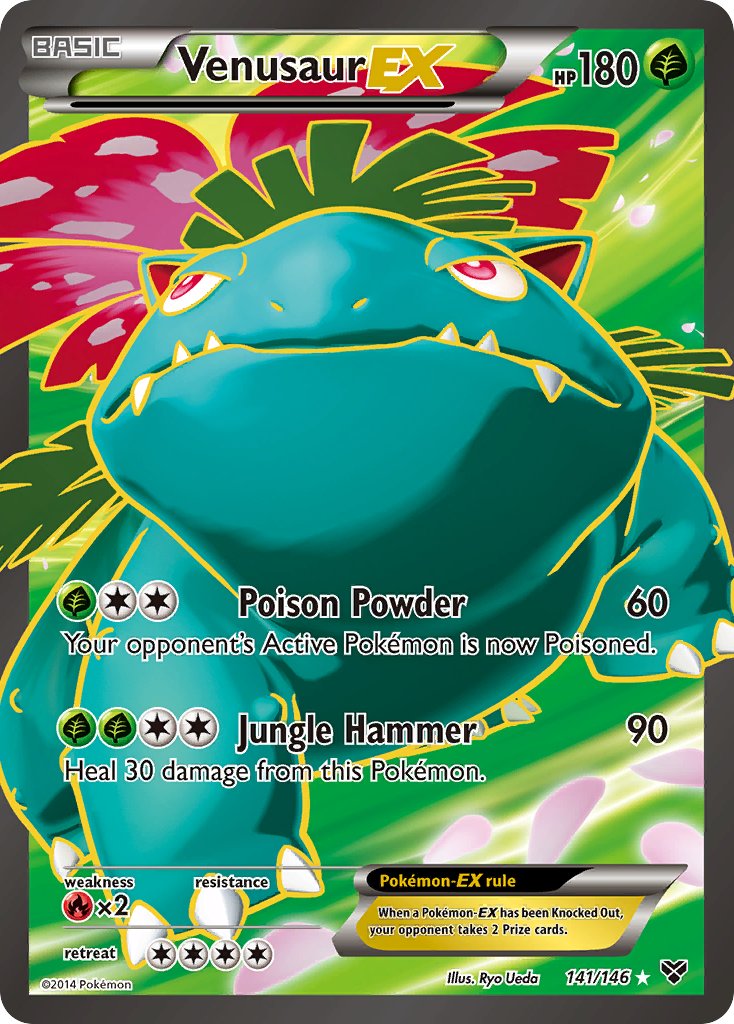 BASIC Venusaur EX HP180
Poison Powder 60
Your opponent's Active Pokémon is now Poisoned.
Jungle Hammer 90
Heal 30 damage from this Pokémon.
weakness resistance
×2
Pokémon-EX rule
When a Pokémon-EX has been Knocked Out,
your opponent takes 2 Prize cards.
retreat
©2014 Pokémon
Illus. Ryo Ueda 141/146 ★